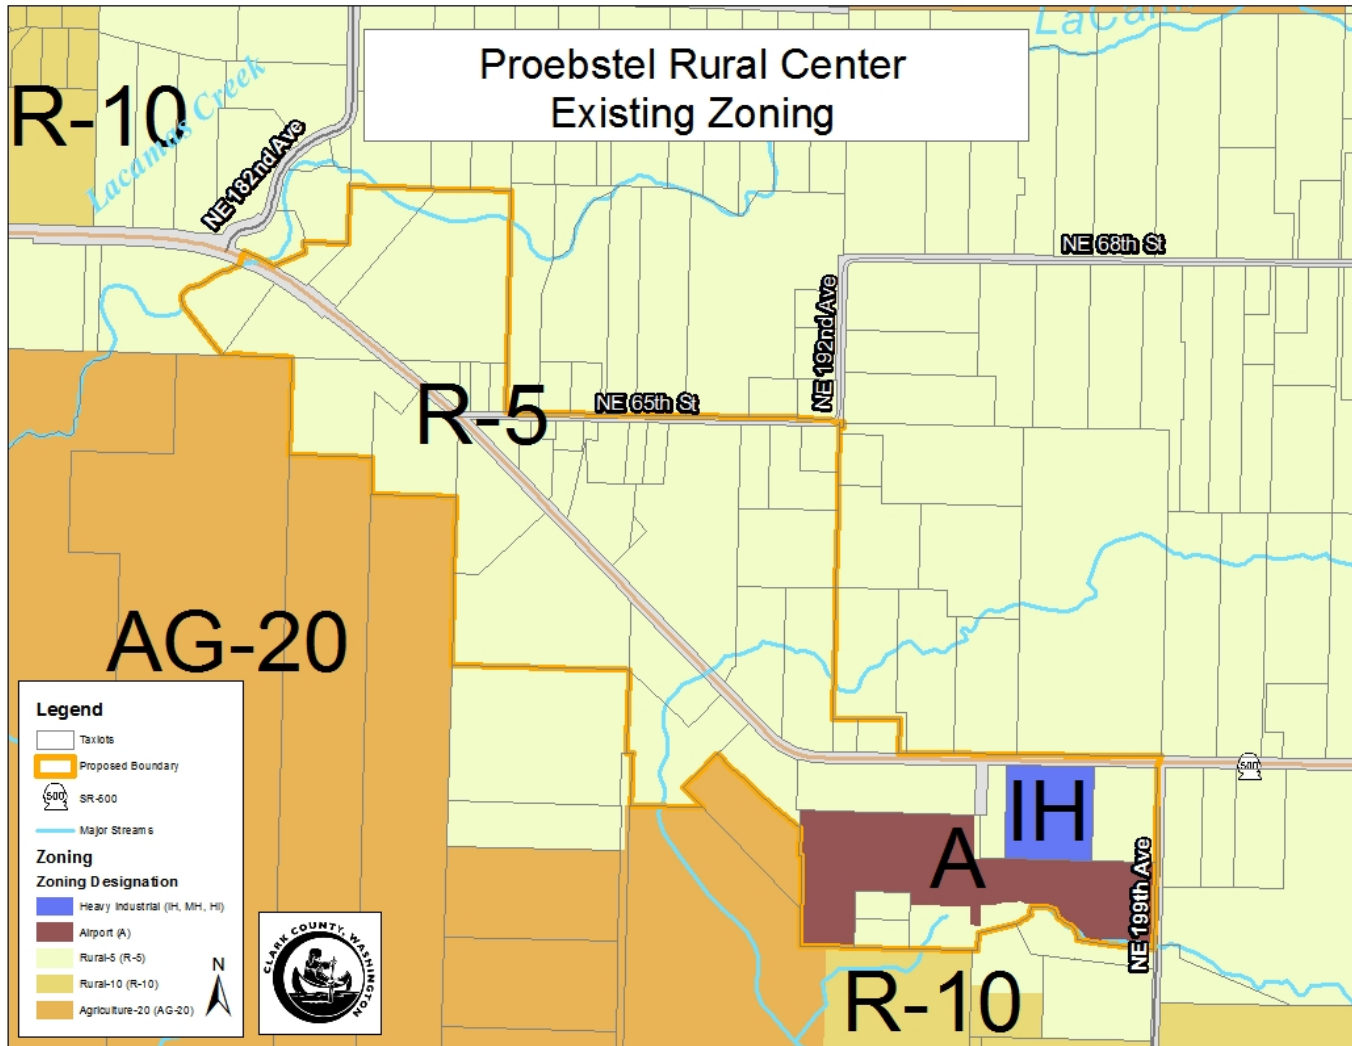 LaCam
Proebstel Rural Center
Existing Zoning
R-10
Lacamas Creek
NE 182nd Ave
NE 68th St
NE 192nd Ave
R-5
NE 65th St
AG-20
500
IH
A
NE 199th Ave
R-10
Legend
Taxlots
Proposed Boundary
500
SR-500
Major Streams
Zoning
Zoning Designation
Heavy Industrial (IH, MH, HI)
Airport (A)
Rural-5 (R-5)
Rural-10 (R-10)
Agriculture-20 (AG-20)
N
CLARK COUNTY, WASHINGTON